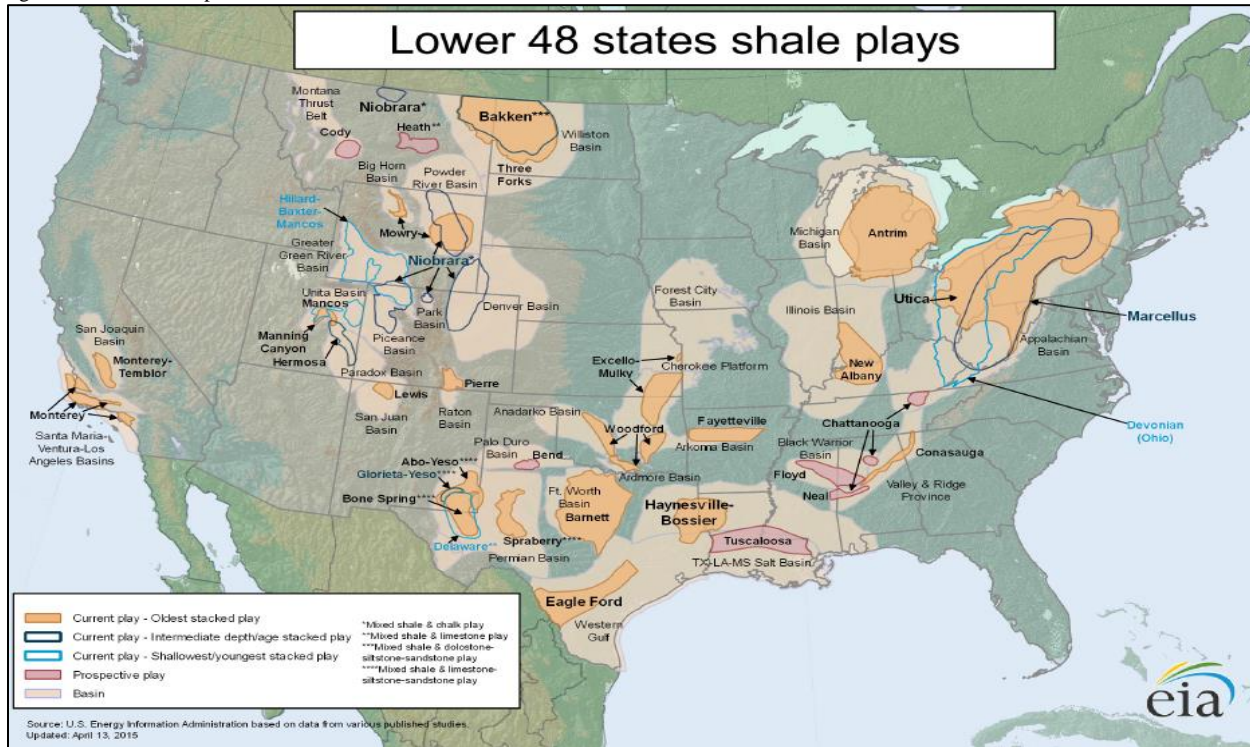 Lower 48 states shale plays
Montana
Thrust
Belt
Cody
Niobrara*
Heath**
Bakken***
Williston
Basin
Big Horn
Basin
Powder
River Basin
Three
Forks
Hillard-
Baxter-
Mancos
Mowry
Greater
Green River
Basin
Niobrara*
Unita Basin
Mancos
Park
Basin
Denver Basin
Manning
Canyon
Hermosa
Piceance
Basin
Paradox Basin
San Joaquin
Basin
Monterey-
Temblor
Monterey
Santa Maria-
Ventura-Los
Angeles Basins
Lewis
San Juan
Basin
Pierre
Raton
Basin
Michigan
Basin
Antrim
Forest City
Basin
Illinois Basin
Utica
Marcellus
Appalachian
Basin
Excello-
Mulky
Cherokee Platform
New
Albany
Anadarko Basin
Woodford
Fayetteville
Arkoma Basin
Chattanooga
Devonian
(Ohio)
Palo Duro
Basin
Bend
Ardmore Basin
Black Warrior
Basin
Conasauga
Floyd
Neal
Valley & Ridge
Province
Abo-Yeso****
Glorieta-Yeso****
Bone Spring****
Delaware**
Spraberry****
Permian Basin
Ft. Worth
Basin
Barnett
Haynesville-
Bossier
Tuscaloosa
TX-LA-MS Salt Basin
Eagle Ford
Western
Gulf
Current play - Oldest stacked play
Current play - Intermediate depth/age stacked play
Current play - Shallowest/youngest stacked play
Prospective play
Basin
*Mixed shale & chalk play
**Mixed shale & limestone play
***Mixed shale & dolostone-
siltstone-sandstone play
****Mixed shale & limestone-
siltstone-sandstone play
Source: U.S. Energy Information Administration based on data from various published studies.
Updated: April 13, 2015
eia